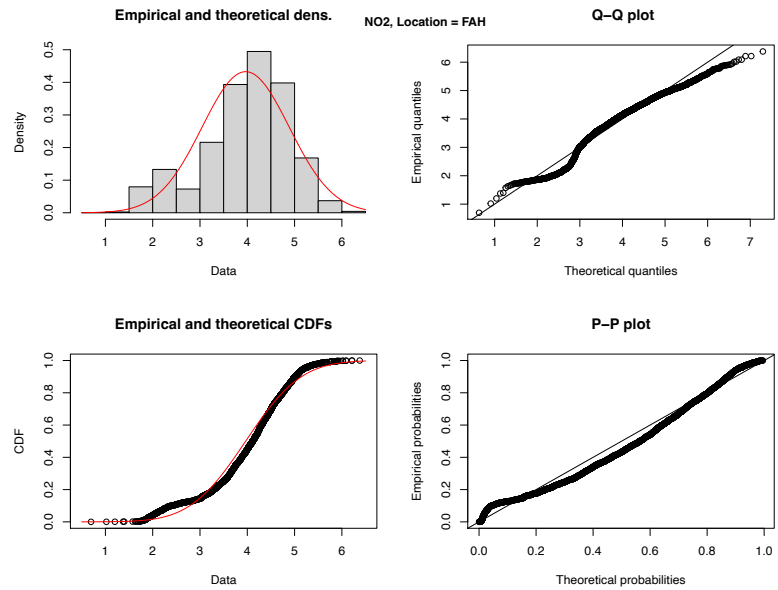 NO2, Location = FAH
Empirical and theoretical dens.
Density
0.0 0.1 0.2 0.3 0.4 0.5
1 2 3 4 5 6
Data
Q−Q plot
Empirical quantiles
1 2 3 4 5 6
1 2 3 4 5 6 7
Theoretical quantiles
Empirical and theoretical CDFs
CDF
0.0 0.2 0.4 0.6 0.8 1.0
1 2 3 4 5 6
Data
P−P plot
Empirical probabilities
0.0 0.2 0.4 0.6 0.8 1.0
0.0 0.2 0.4 0.6 0.8 1.0
Theoretical probabilities